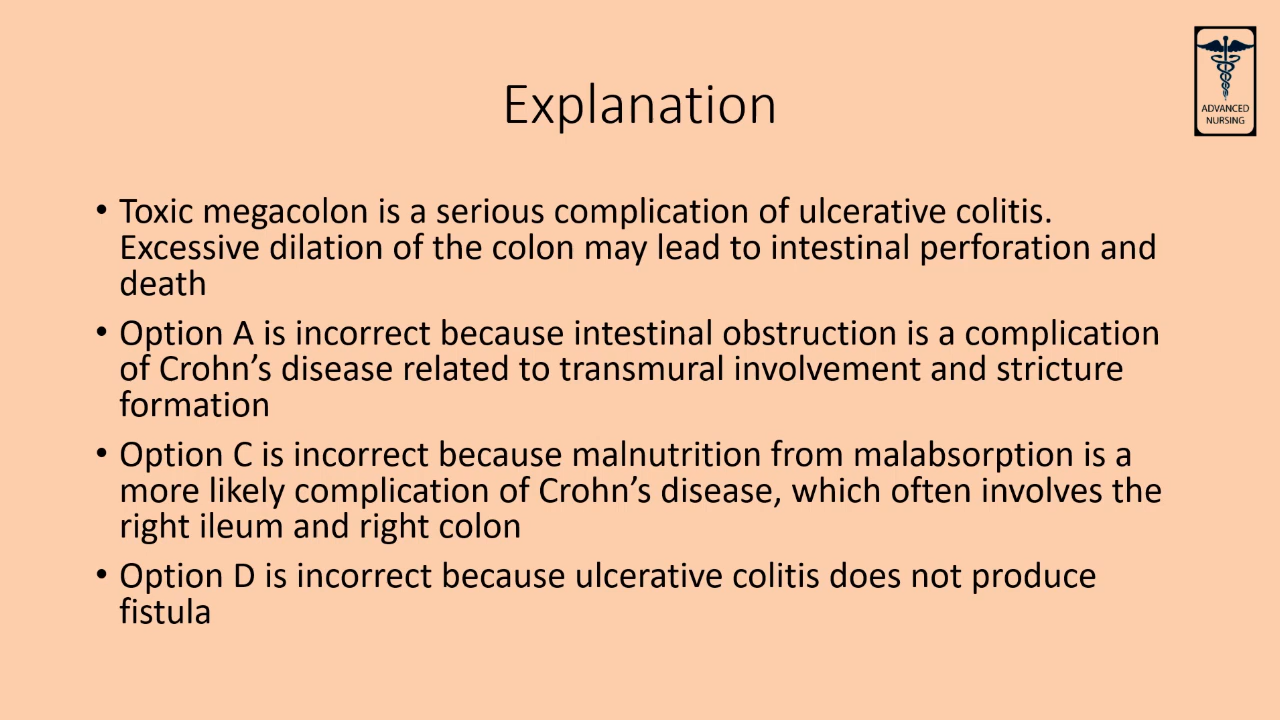 ADVANCED
NURSING
Explanation
• Toxic megacolon is a serious complication of ulcerative colitis.
Excessive dilation of the colon may lead to intestinal perforation and
death
• Option A is incorrect because intestinal obstruction is a complication
of Crohn’s disease related to transmural involvement and stricture
formation
• Option C is incorrect because malnutrition from malabsorption is a
more likely complication of Crohn’s disease, which often involves the
right ileum and right colon
• Option D is incorrect because ulcerative colitis does not produce
fistula